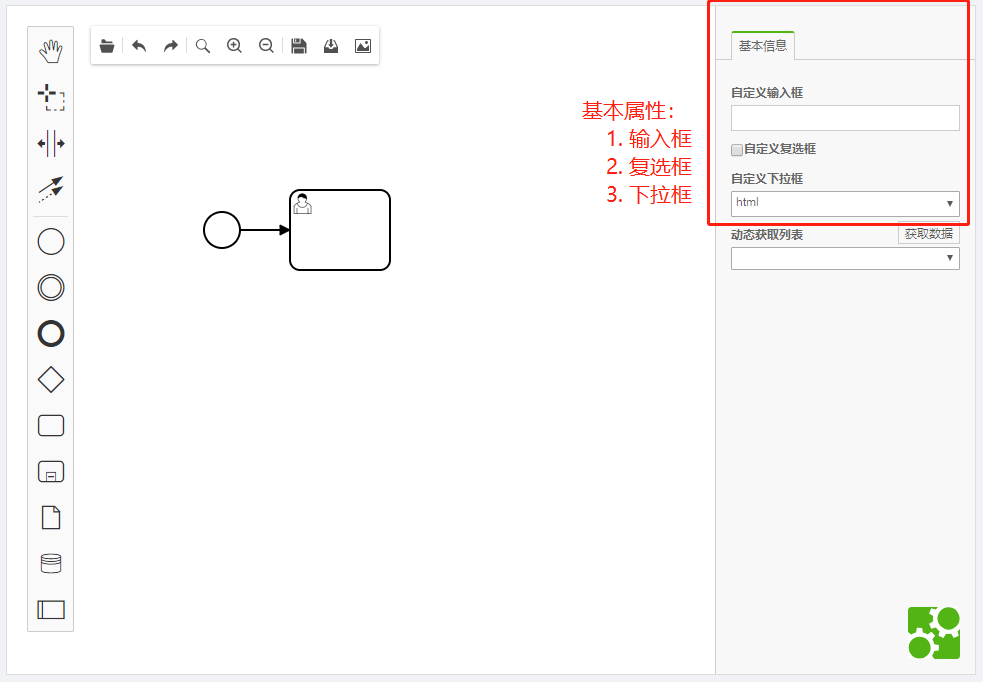 基本信息
基本属性：
1. 输入框
2. 复选框
3. 下拉框
自定义输入框
自定义复选框
自定义下拉框
html
动态获取列表 获取数据